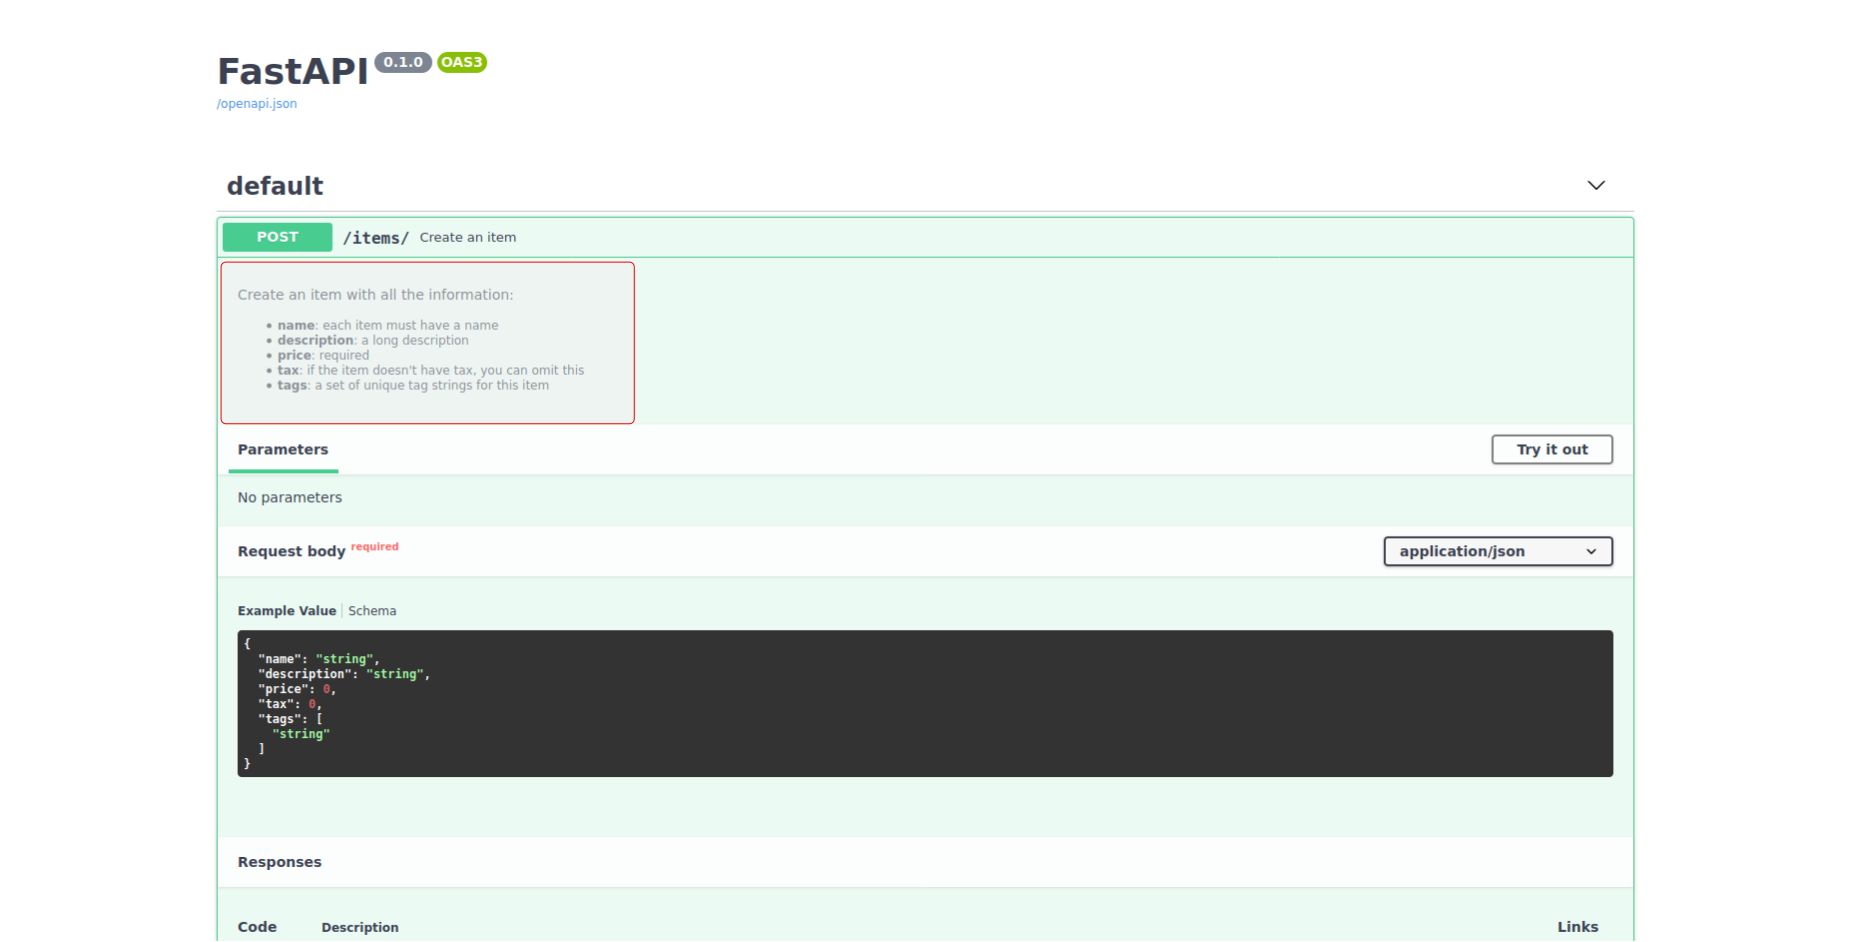 FastAPI 0.1.0 OAS3
/openapi.json
default
POST /items/ Create an item
Create an item with all the information:
• name: each item must have a name
• description: a long description
• price: required
• tax: if the item doesn't have tax, you can omit this
• tags: a set of unique tag strings for this item
Parameters Try it out
No parameters
Request body required application/json
Example Value | Schema
{
  "name": "string",
  "description": "string",
  "price": 0,
  "tax": 0,
  "tags": [
    "string"
  ]
}
Responses
Code Description Links